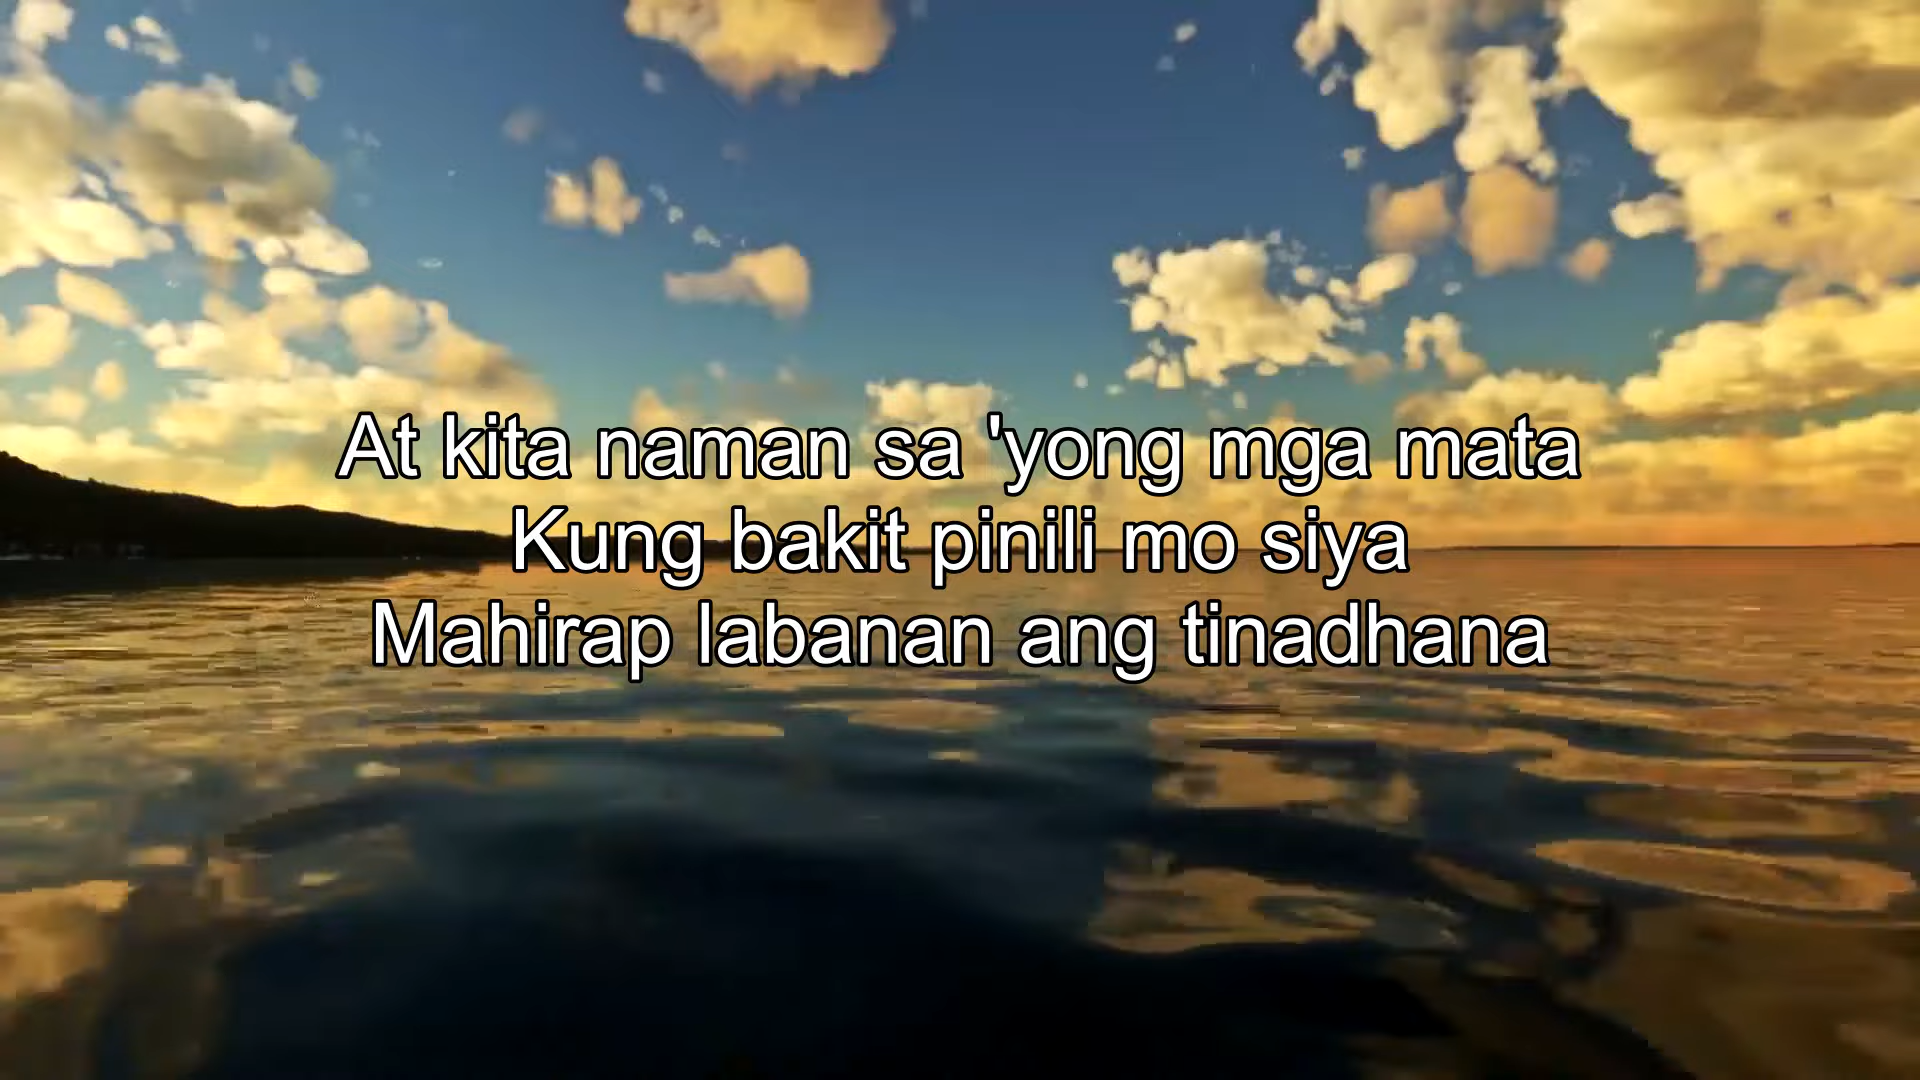 At kita naman sa 'yong mga mata
Kung bakit pinili mo siya
Mahirap labanan ang tinadhana